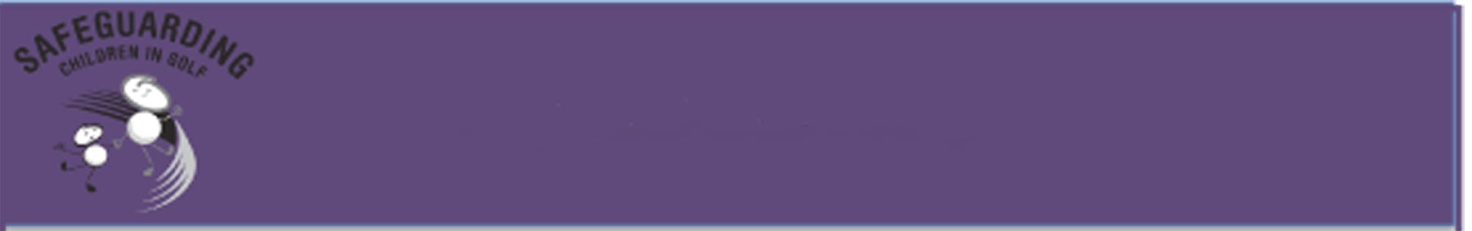 SAFEGUARDING
CHILDREN IN GOLF